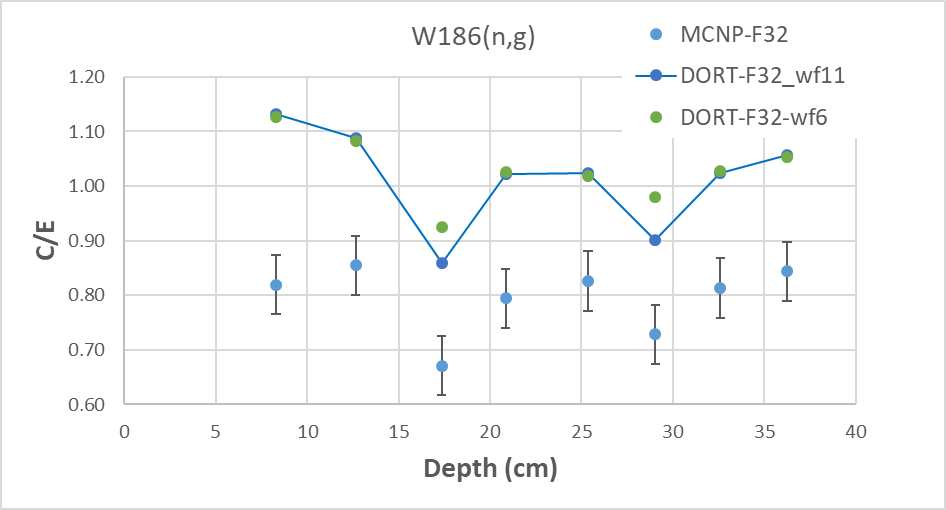 W186(n,g)
MCNP-F32
DORT-F32_wf11
DORT-F32-wf6
1.20
1.10
1.00
0.90
0.80
0.70
0.60
C/E
0 5 10 15 20 25 30 35 40
Depth (cm)